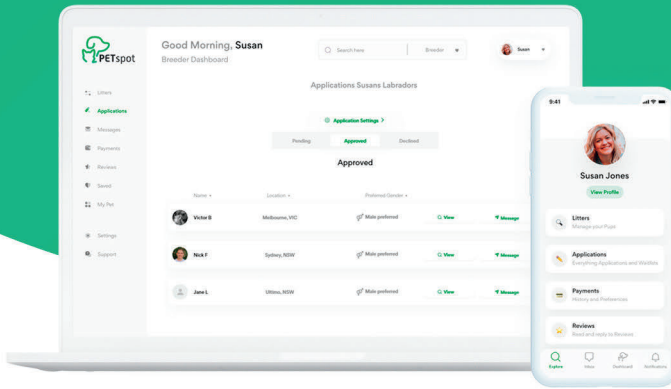 PETspot
Good Morning, Susan
Breeder Dashboard
Search here
Breeder
Susan
Litters
Applications
Messages
Payments
Reviews
Saved
My Pet
Settings
Support
Applications Susans Labradors
Application Settings >
Pending
Approved
Declined
Approved
Name
Location
Preferred Gender
Victor B
Melbourne, VIC
Male preferred
View
Message
Nick F
Sydney, NSW
Male preferred
View
Message
Jane L
Ultimo, NSW
Male preferred
View
Message
9:41
Susan Jones
View Profile
Litters
Manage your Pups
Applications
Everything Applications and Waitlists
Payments
History and Preferences
Reviews
Read and reply to Reviews
Explore
Inbox
Dashboard
Notifications